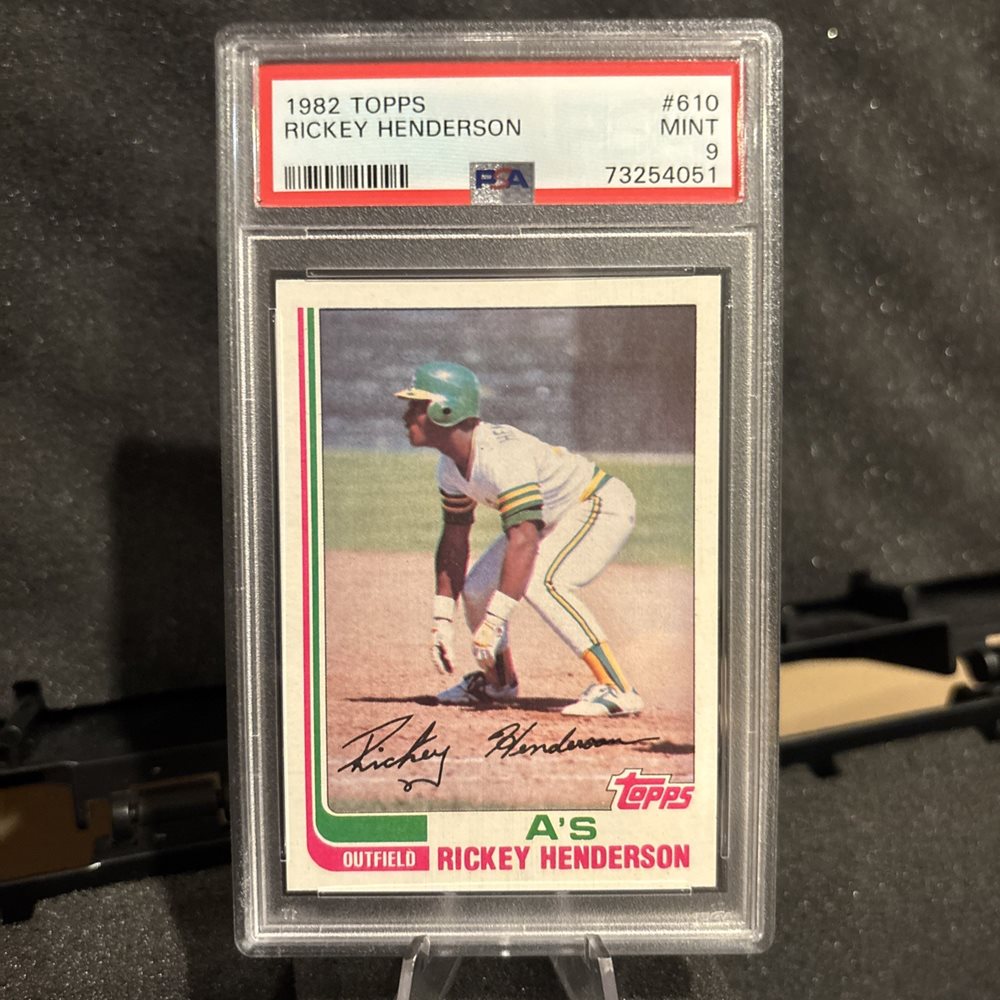 1982 TOPPS #610
RICKEY HENDERSON MINT
9
PSA 73254051
Rickey Henderson
Topps
A'S
OUTFIELD RICKEY HENDERSON